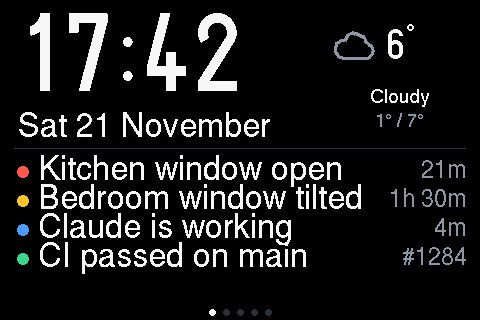 17:42
6°
Cloudy
1° / 7°
Sat 21 November
Kitchen window open 21m
Bedroom window tilted 1h 30m
Claude is working 4m
CI passed on main #1284